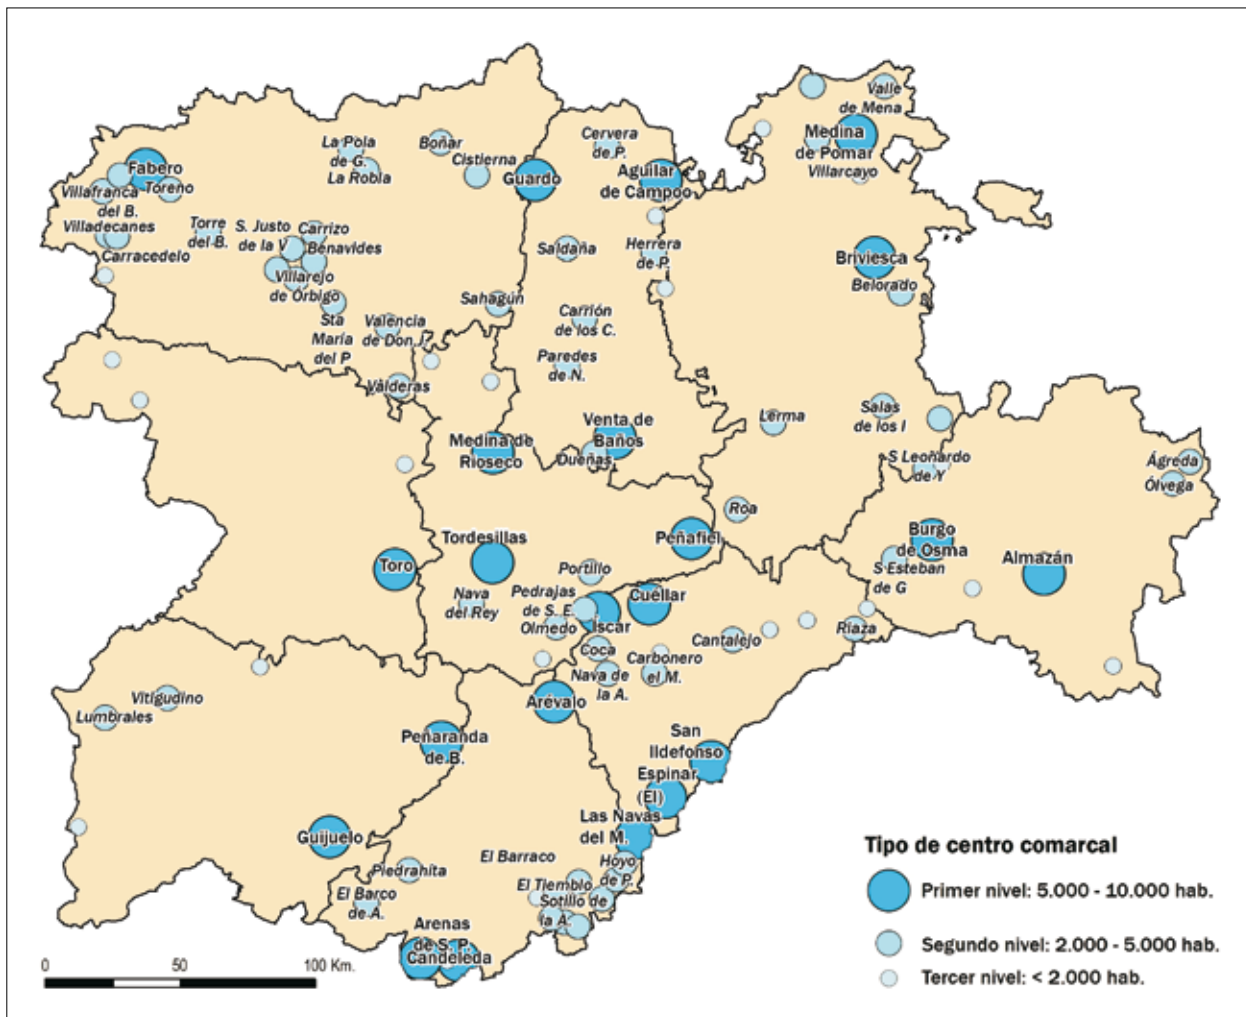 Valle
de Mena
Medina
de Pomar
Villarcayo
La Pola
de G.
La Robla
Boñar
Cistierna
Cervera
de P.
Guardo
Aguilar
de Campoo
Fabero
Toreno
Villafranca
del B.
Villadecanes
Carracedelo
Torre
del B.
S. Justo
de la V
Carrizo
Benavides
Villarejo
de Orbigo
Sta
María
del P
Valencia
de Don J.
Sahagún
Saldaña
Herrera
de P.
Carrión
de los C.
Paredes
de N.
Briviesca
Belorado
Valderas
Medina de
Rioseco
Venta de
Baños
Dueñas
Lerma
Salas
de los I
S Leonardo
de Y
Ágreda
Ólvega
Roa
Burgo
de Osma
S Esteban
de G
Almazán
Toro
Tordesillas
Nava
del Rey
Peñafiel
Portillo
Pedrajas
de S. E.
Olmedo
Iscar
Cuellar
Coca
Nava de
la A.
Carbonero
el M.
Cantalejo
Riaza
Vitigudino
Lumbrales
Arévalo
Peñaranda
de B.
San
Ildefonso
Espinar
(El)
Las Navas
del M.
Guijuelo
Piedrahíta
El Barco
de A.
El Barraco
El Tiemblo
Hoyo
de P.
Sotillo de
la A.
Arenas
de S. P.
Candeleda
0 50 100 Km.
Tipo de centro comarcal
Primer nivel: 5.000 - 10.000 hab.
Segundo nivel: 2.000 - 5.000 hab.
Tercer nivel: < 2.000 hab.